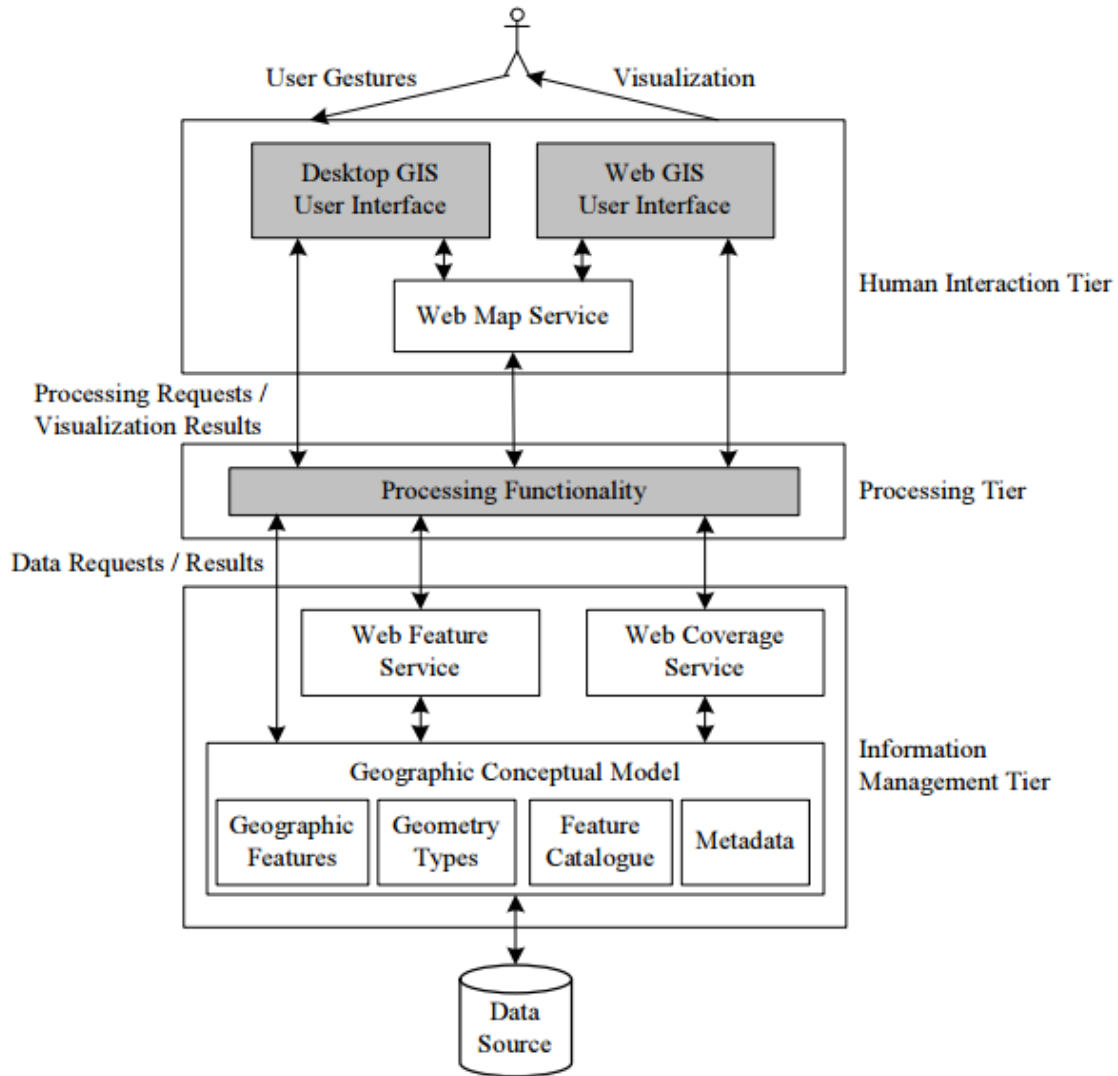 User Gestures
Visualization
Desktop GIS
User Interface
Web GIS
User Interface
Web Map Service
Human Interaction Tier
Processing Requests /
Visualization Results
Processing Functionality
Processing Tier
Data Requests / Results
Web Feature
Service
Web Coverage
Service
Information
Management Tier
Geographic Conceptual Model
Geographic
Features
Geometry
Types
Feature
Catalogue
Metadata
Data
Source